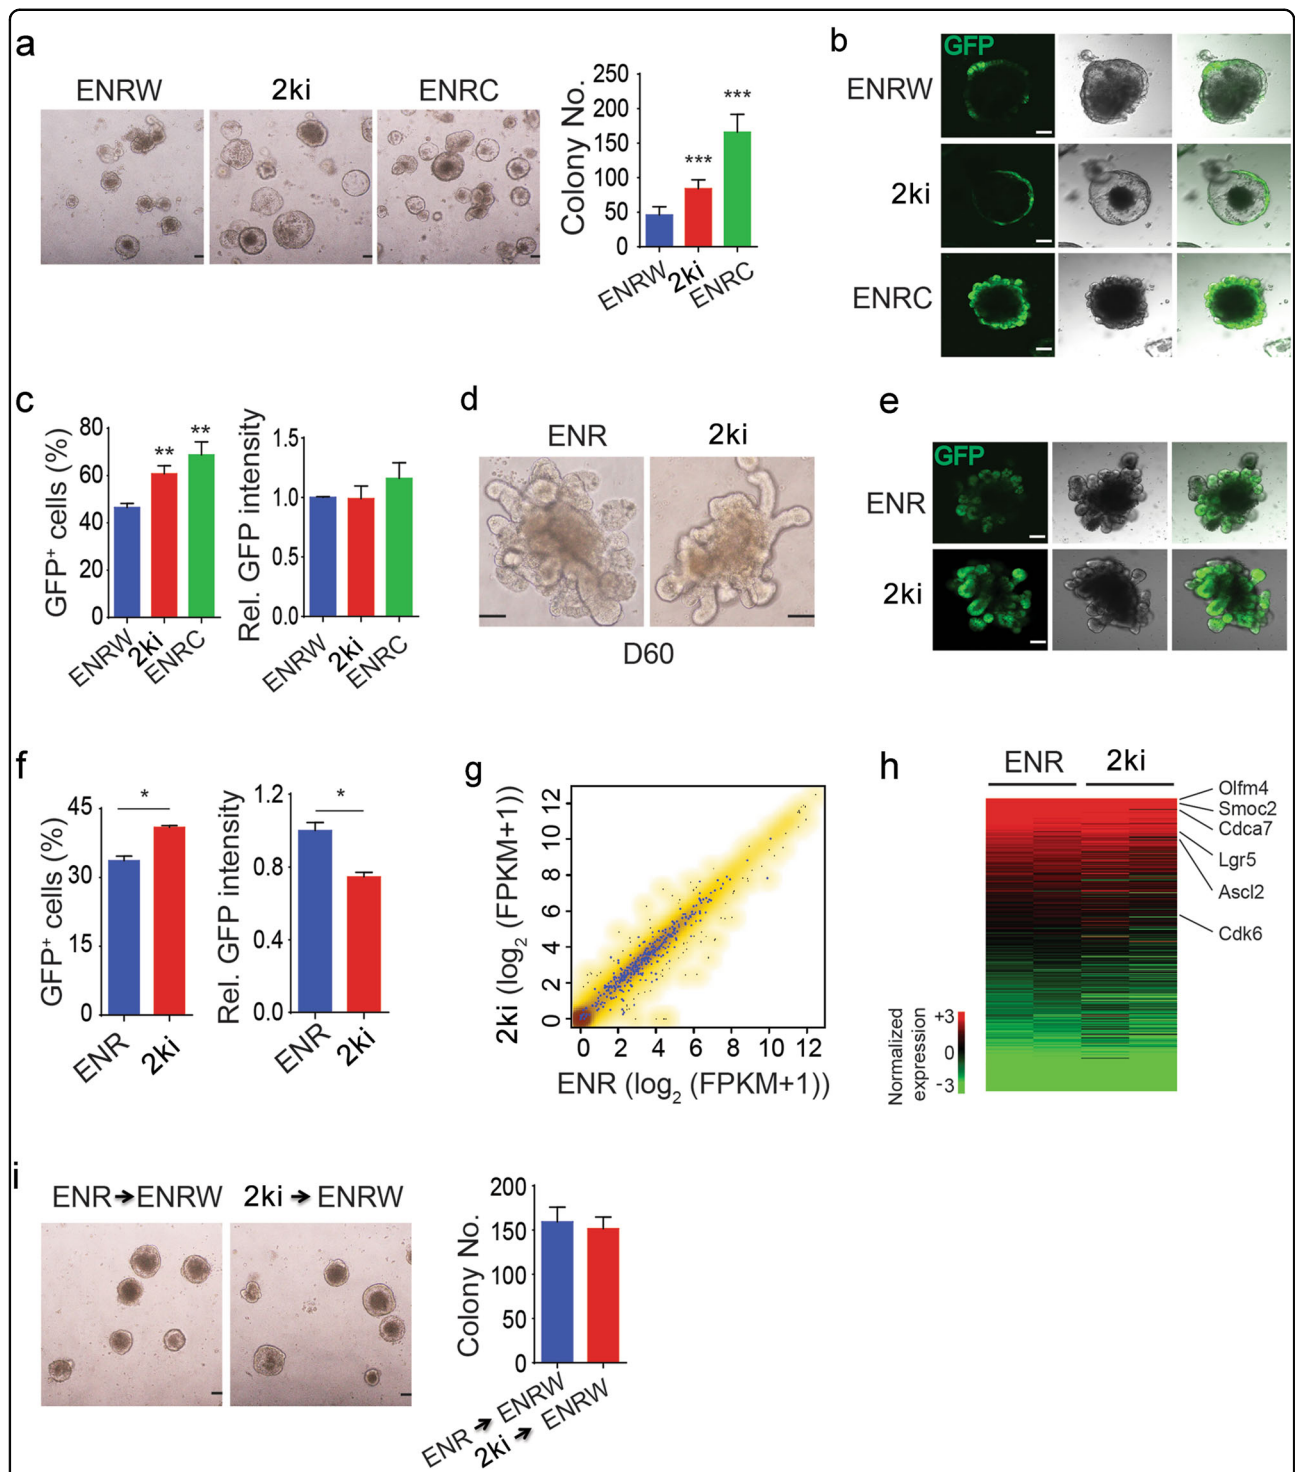 a
ENRW 2ki ENRC
Colony No.
250
200
150
100
50
0
***
***
ENRW
2ki
ENRC
b
GFP
ENRW
2ki
ENRC
c
GFP+ cells (%)
80
60
40
20
0
**
**
ENRW
2ki
ENRC
Rel. GFP intensity
1.5
1.0
0.5
0.0
ENRW
2ki
ENRC
d
ENR 2ki
D60
e
GFP
ENR
2ki
f
GFP+ cells (%)
45
30
15
0
*
ENR
2ki
Rel. GFP intensity
1.2
0.8
0.4
0.0
*
ENR
2ki
g
2ki (log2 (FPKM+1))
12
10
8
6
4
2
0
0 2 4 6 8 10 12
ENR (log2 (FPKM+1))
h
ENR 2ki
Olfm4
Smoc2
Cdca7
Lgr5
Ascl2
Cdk6
Normalized
expression
+3
0
-3
i
ENR→ENRW 2ki→ENRW
Colony No.
200
150
100
50
0
ENR→ENRW
2ki→ENRW